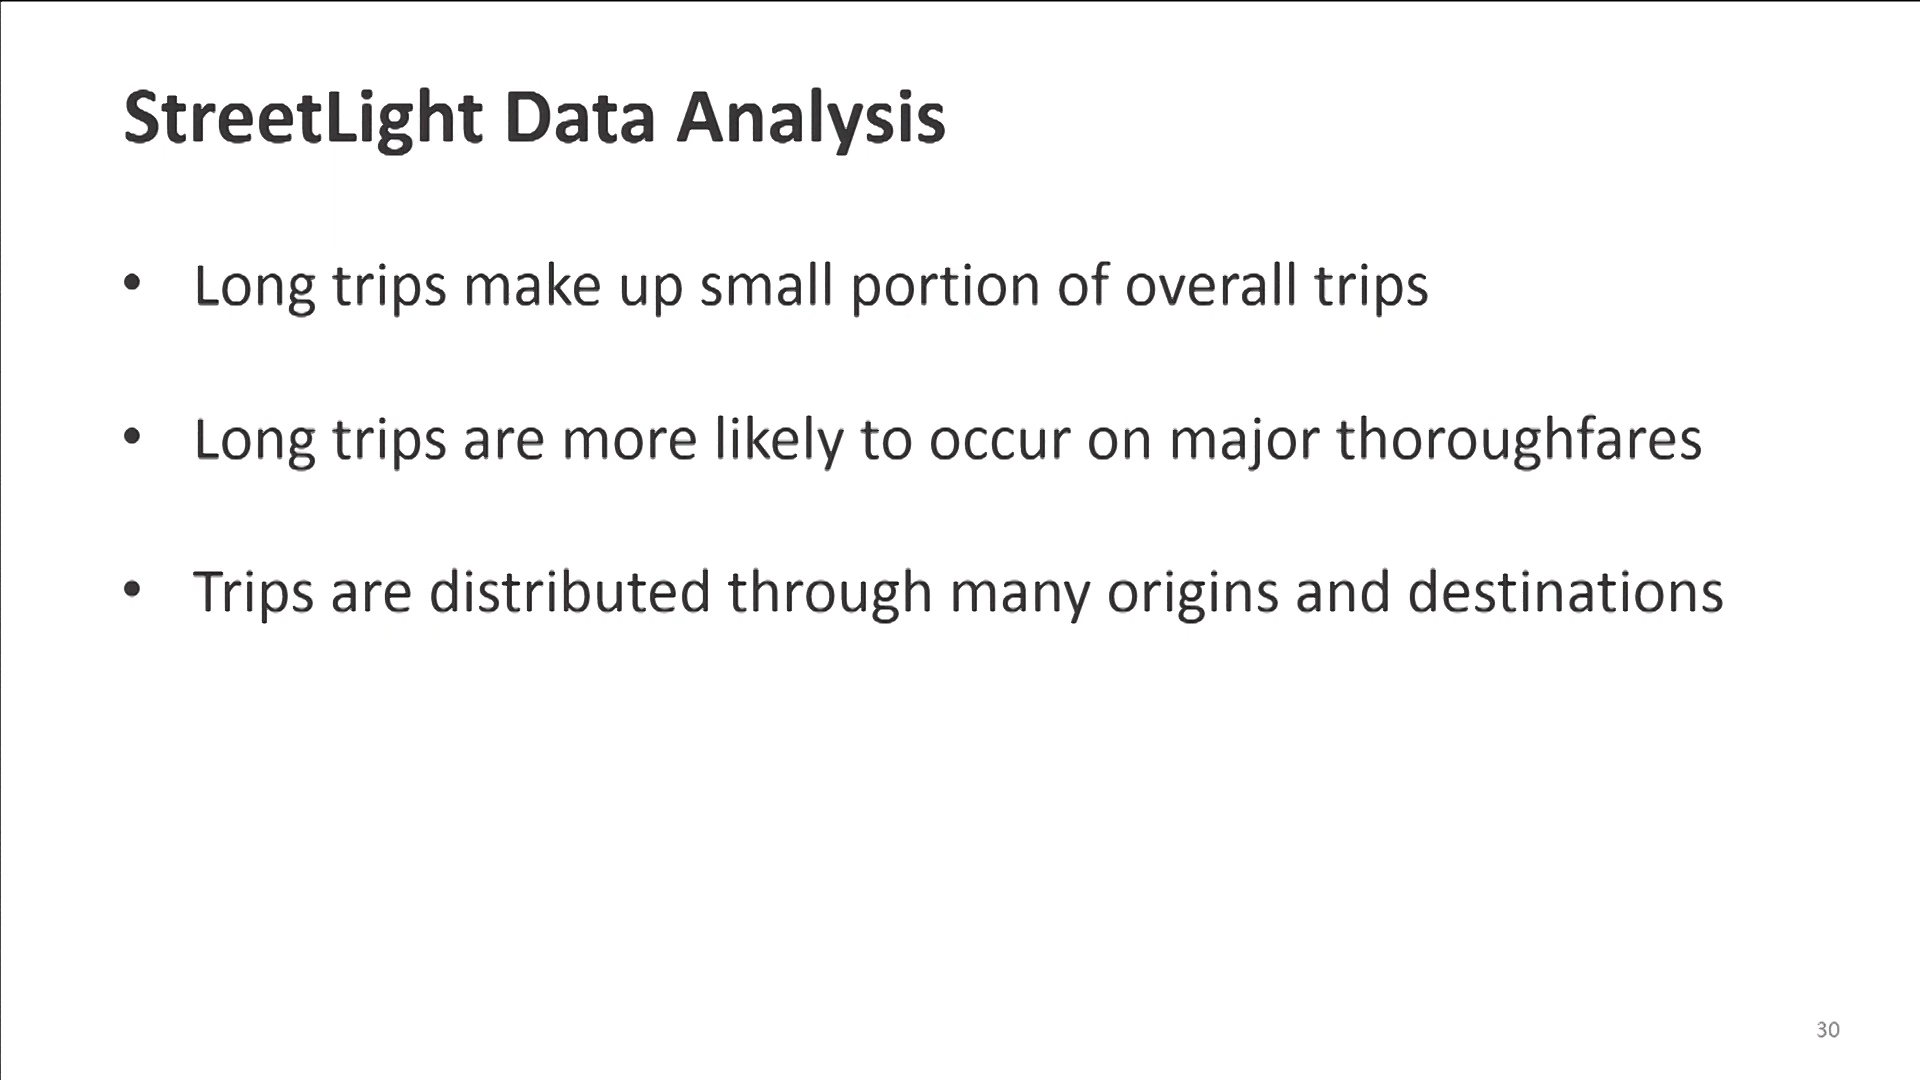 StreetLight Data Analysis
• Long trips make up small portion of overall trips
• Long trips are more likely to occur on major thoroughfares
• Trips are distributed through many origins and destinations
30